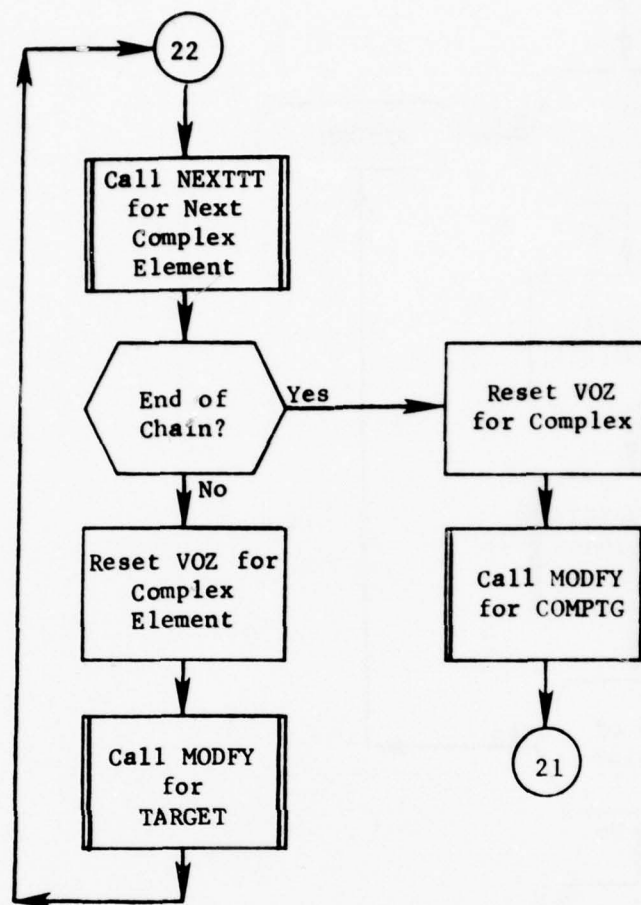 22
Call NEXTTT
for Next
Complex
Element
End of
Chain?
Yes
No
Reset VOZ
for Complex
Reset VOZ for
Complex
Element
Call MODFY
for COMPTG
Call MODFY
for
TARGET
21